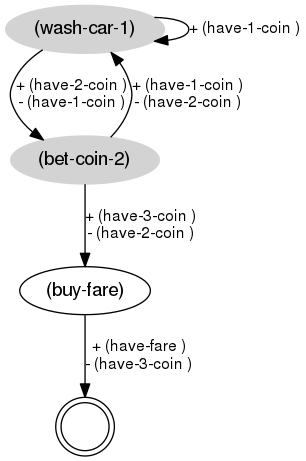 (wash-car-1)
+ (have-1-coin )
+ (have-2-coin )
- (have-1-coin )
+ (have-1-coin )
- (have-2-coin )
(bet-coin-2)
+ (have-3-coin )
- (have-2-coin )
(buy-fare)
+ (have-fare )
- (have-3-coin )